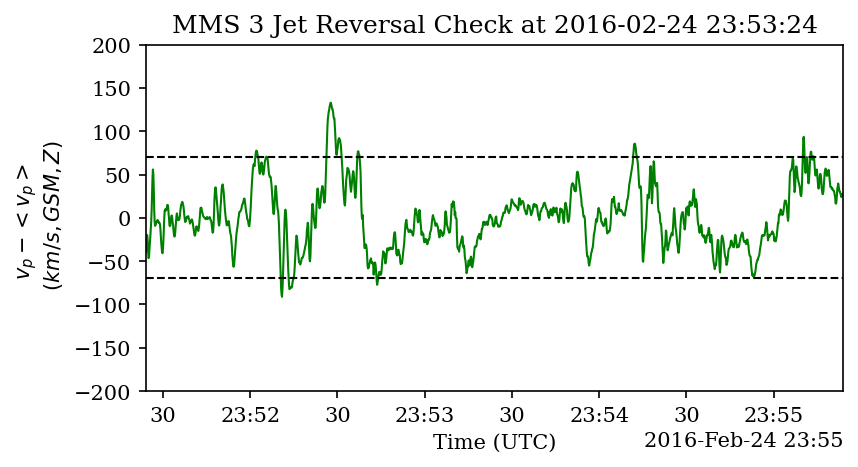 MMS 3 Jet Reversal Check at 2016-02-24 23:53:24
v_p - < v_p >
(km/s, GSM, Z)
200
150
100
50
0
−50
−100
−150
−200
30 23:52 30 23:53 30 23:54 30 23:55
Time (UTC)
2016-Feb-24 23:55